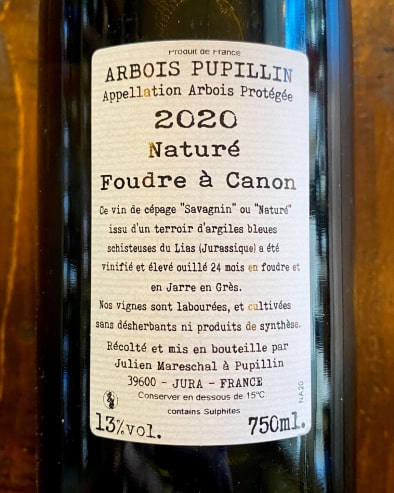 Produit de France
ARBOIS PUPILLIN
Appellation Arbois Protégée
2020
Naturé
Foudre à Canon
Ce vin de cépage "Savagnin" ou "Naturé"
issu d'un terroir d'argiles bleues
schisteuses du Lias (Jurassique) a été
vinifié et élevé ouillé 24 mois en foudre et
en Jarre en Grès.
Nos vignes sont labourées, et cultivées
sans désherbants ni produits de synthèse.
Récolté et mis en bouteille par
Julien Mareschal à Pupillin
39600 - JURA - FRANCE
Conserver en dessous de 15°C
contains Sulphites
13%vol. 750ml.
NA20